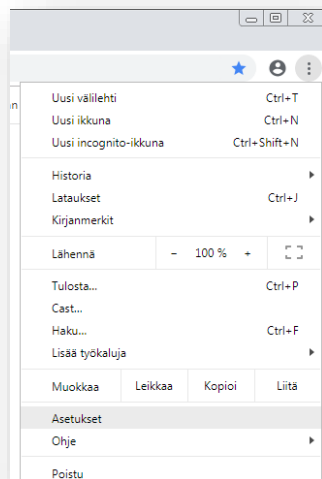 an
Uusi välilehti Ctrl+T
Uusi ikkuna Ctrl+N
Uusi incognito-ikkuna Ctrl+Shift+N
Historia
Lataukset Ctrl+J
Kirjanmerkit
Lähennä - 100 % +
Tulosta... Ctrl+P
Cast...
Haku... Ctrl+F
Lisää työkaluja
Muokkaa Leikkaa Kopioi Liitä
Asetukset
Ohje
Poistu